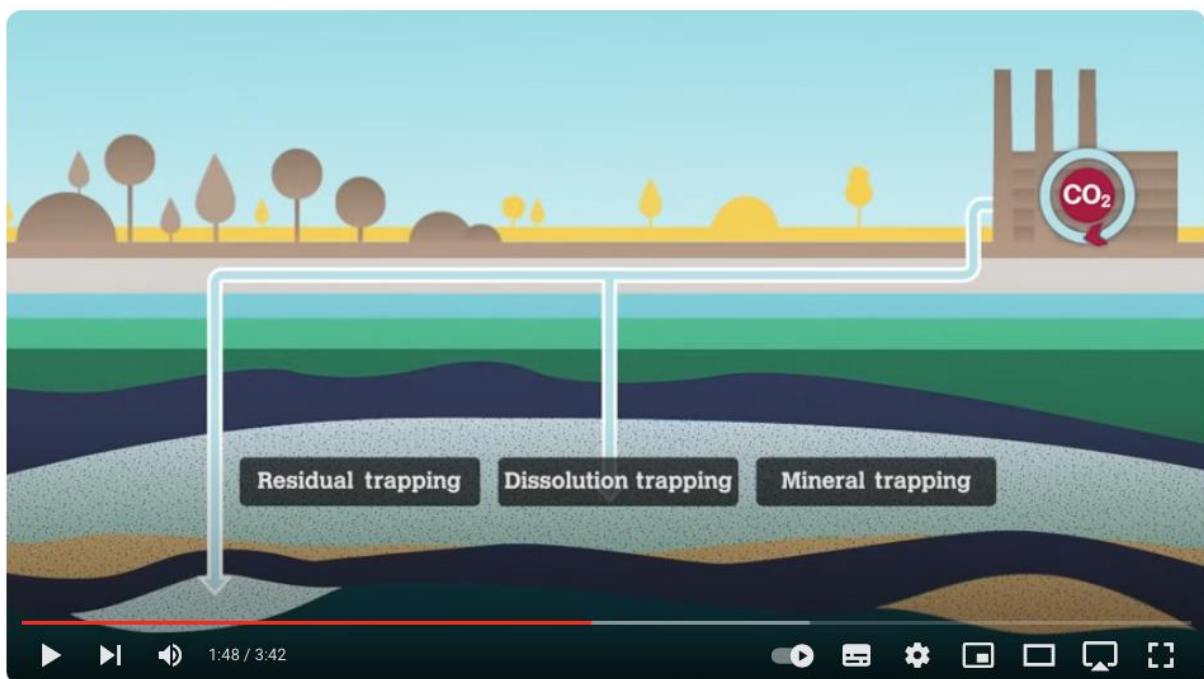 CO₂
Residual trapping
Dissolution trapping
Mineral trapping
1:48 / 3:42